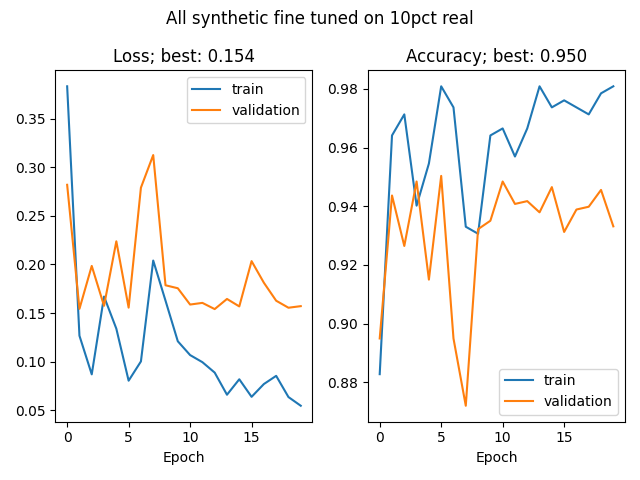 All synthetic fine tuned on 10pct real
Loss; best: 0.154
train
validation
0.35
0.30
0.25
0.20
0.15
0.10
0.05
0
5
10
15
Epoch
Accuracy; best: 0.950
0.98
0.96
0.94
0.92
0.90
0.88
train
validation
0
5
10
15
Epoch